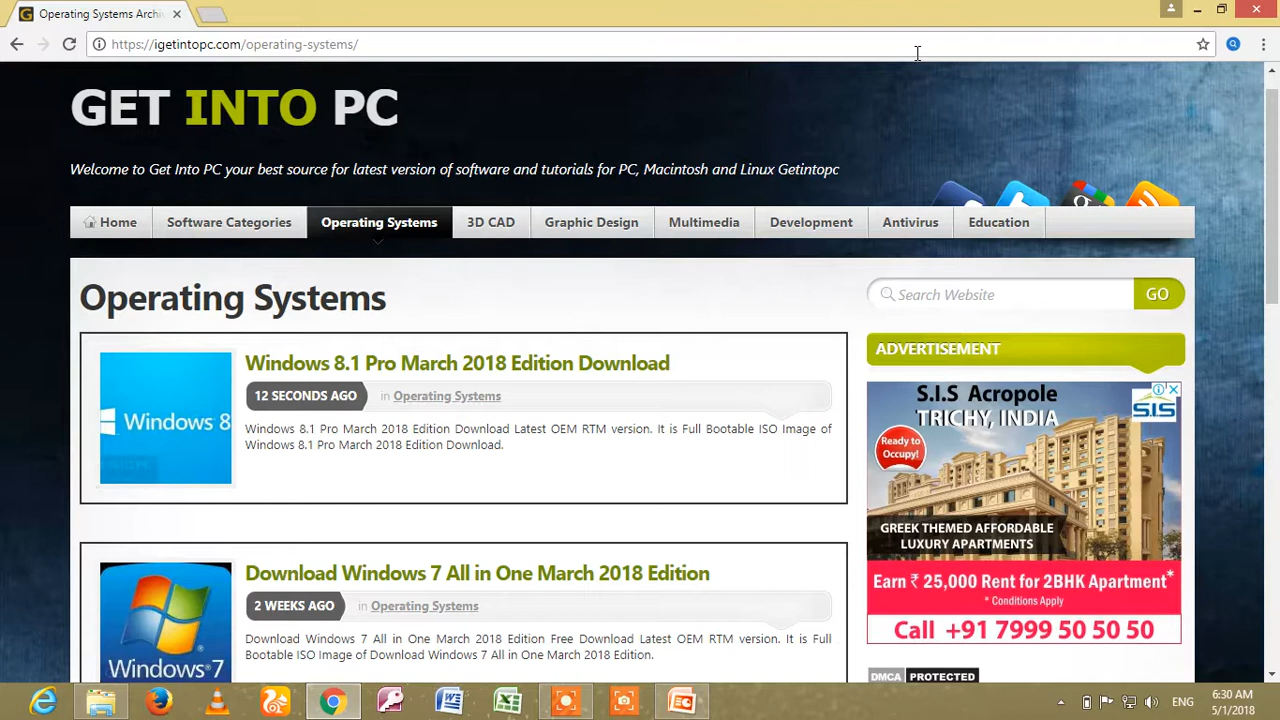 Operating Systems Archi
https://igetintopc.com/operating-systems/
GET INTO PC
Welcome to Get Into PC your best source for latest version of software and tutorials for PC, Macintosh and Linux Getintopc
Home Software Categories Operating Systems 3D CAD Graphic Design Multimedia Development Antivirus Education
Operating Systems
Search Website GO
Windows 8.1 Pro March 2018 Edition Download
12 SECONDS AGO in Operating Systems
Windows 8.1 Pro March 2018 Edition Download Latest OEM RTM version. It is Full Bootable ISO Image of
Windows 8.1 Pro March 2018 Edition Download.
Windows 8
Download Windows 7 All in One March 2018 Edition
2 WEEKS AGO in Operating Systems
Download Windows 7 All in One March 2018 Edition Free Download Latest OEM RTM version. It is Full
Bootable ISO Image of Download Windows 7 All in One March 2018 Edition.
Windows 7
ADVERTISEMENT
S.I.S Acropole
TRICHY, INDIA
SIS
Ready to
Occupy!
GREEK THEMED AFFORDABLE
LUXURY APARTMENTS
Earn ₹ 25,000 Rent for 2BHK Apartment*
* Conditions Apply
Call +91 7999 50 50 50
DMCA PROTECTED
ENG
6:30 AM
5/1/2018